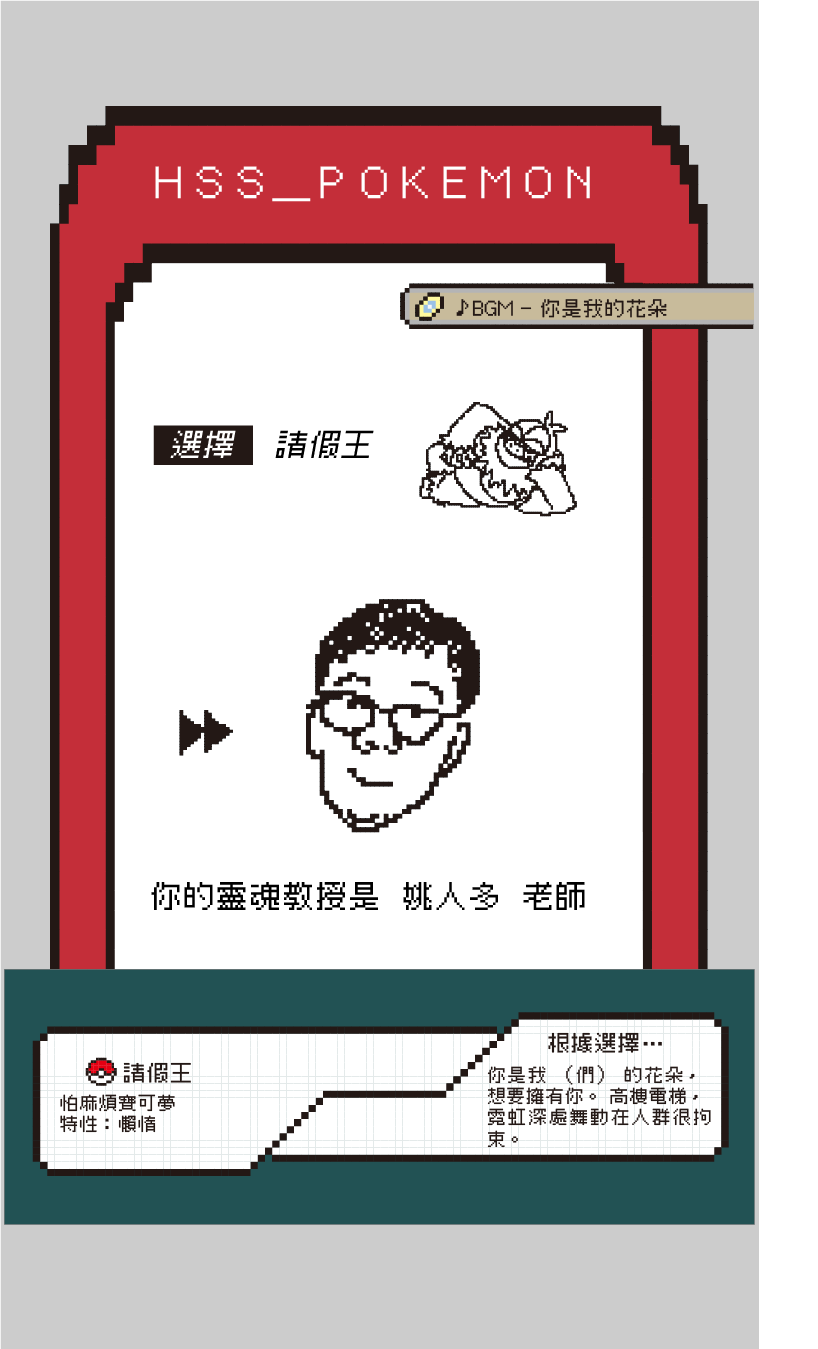 HSS_POKEMON
♪BGM - 你是我的花朵
選擇 請假王
你的靈魂教授是 姚人多 老師
請假王
怕麻煩寶可夢
特性：懶惰
根據選擇⋯
你是我 （們） 的花朵，
想要擁有你。 高樓電梯，
霓虹深處舞動在人群很拘
束。